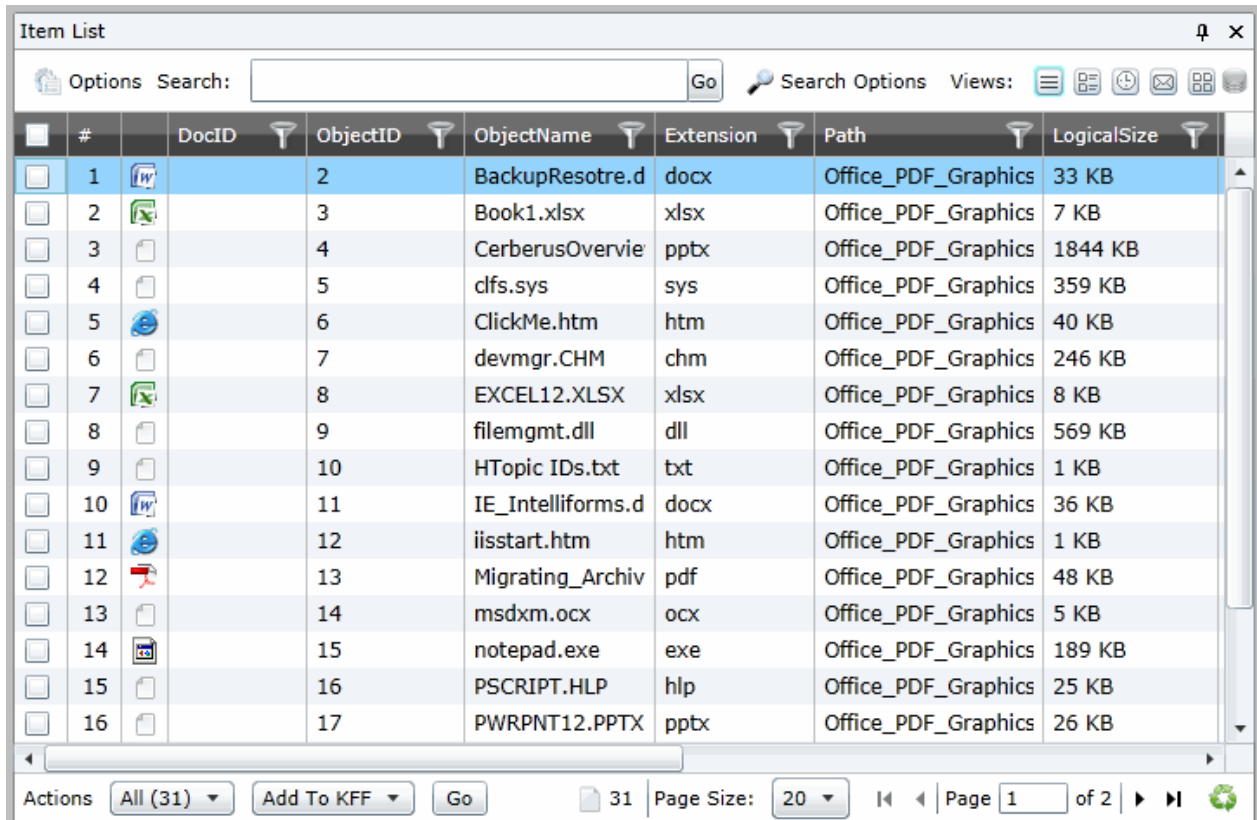 Item List
Options Search: Go Search Options Views:
# DocID ObjectID ObjectName Extension Path LogicalSize
1 2 BackupResotre.d docx Office_PDF_Graphics 33 KB
2 3 Book1.xlsx xlsx Office_PDF_Graphics 7 KB
3 4 CerberusOvervie pptx Office_PDF_Graphics 1844 KB
4 5 clfs.sys sys Office_PDF_Graphics 359 KB
5 6 ClickMe.htm htm Office_PDF_Graphics 40 KB
6 7 devmgr.CHM chm Office_PDF_Graphics 246 KB
7 8 EXCEL12.XLSX xlsx Office_PDF_Graphics 8 KB
8 9 filemgmt.dll dll Office_PDF_Graphics 569 KB
9 10 HTopic IDs.txt txt Office_PDF_Graphics 1 KB
10 11 IE_Intelliforms.d docx Office_PDF_Graphics 36 KB
11 12 iisstart.htm htm Office_PDF_Graphics 1 KB
12 13 Migrating_Archiv pdf Office_PDF_Graphics 48 KB
13 14 msdxm.ocx ocx Office_PDF_Graphics 5 KB
14 15 notepad.exe exe Office_PDF_Graphics 189 KB
15 16 PSCRIPT.HLP hlp Office_PDF_Graphics 25 KB
16 17 PWRPNT12.PPTX pptx Office_PDF_Graphics 26 KB
Actions All (31) Add To KFF Go 31 Page Size: 20 Page 1 of 2